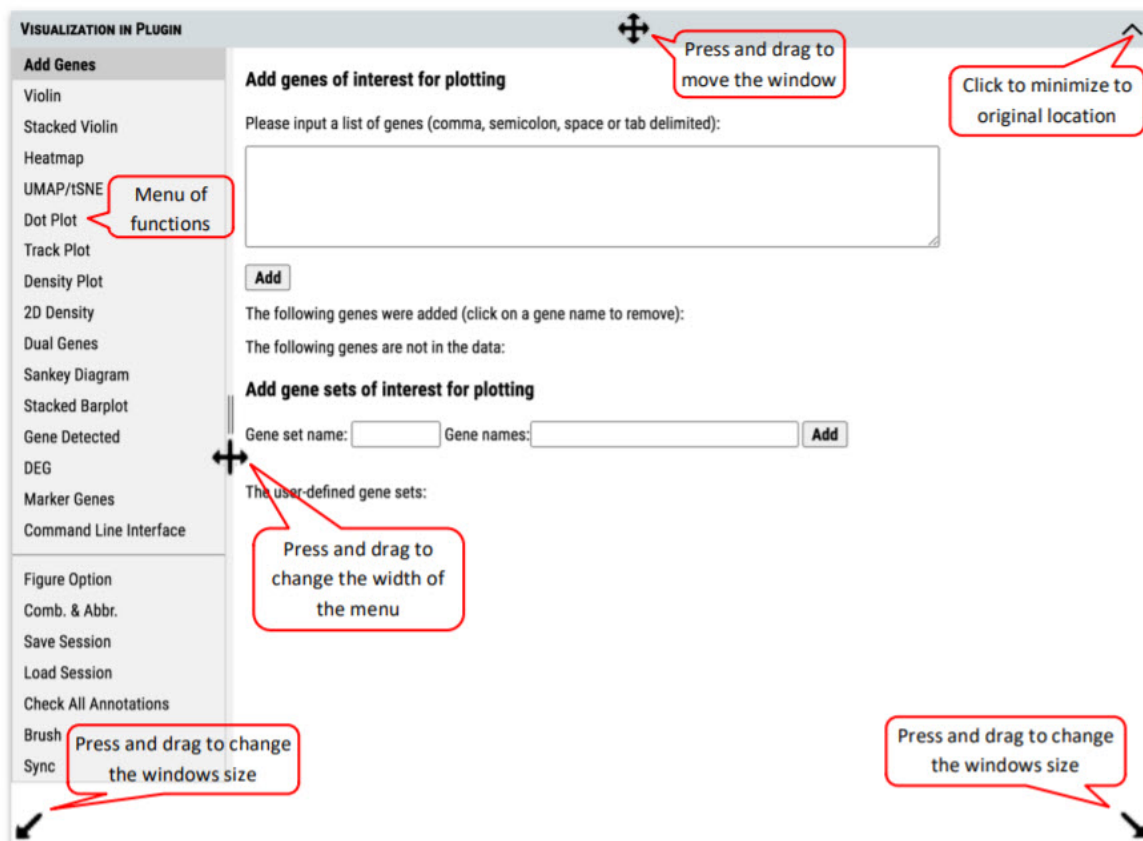 VISUALIZATION IN PLUGIN
Press and drag to
move the window
Click to minimize to
original location
Add Genes
Violin
Stacked Violin
Heatmap
UMAP/tSNE
Dot Plot
Track Plot
Density Plot
2D Density
Dual Genes
Sankey Diagram
Stacked Barplot
Gene Detected
DEG
Marker Genes
Command Line Interface
Menu of
functions
Figure Option
Comb. & Abbr.
Save Session
Load Session
Check All Annotations
Brush
Sync
Press and drag to change
the windows size
Add genes of interest for plotting
Please input a list of genes (comma, semicolon, space or tab delimited):
Add
The following genes were added (click on a gene name to remove):
The following genes are not in the data:
Add gene sets of interest for plotting
Gene set name: Gene names: Add
The user-defined gene sets:
Press and drag to
change the width of
the menu
Press and drag to change
the windows size